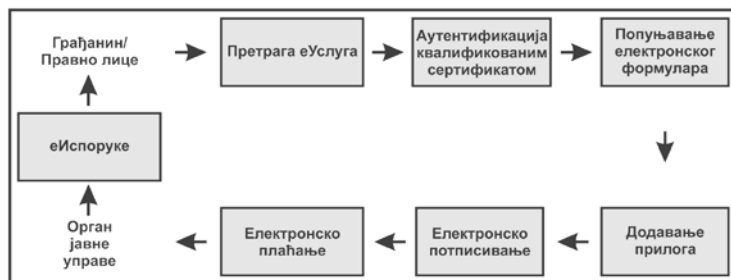 Грађанин/
Правно лице
Претрага еУслуга
Аутентификација
квалификованим
сертификатом
Попуњавање
електронског
формулара
еИспоруке
Орган
јавне
управе
Електронско
плаћање
Електронско
потписивање
Додавање
прилога